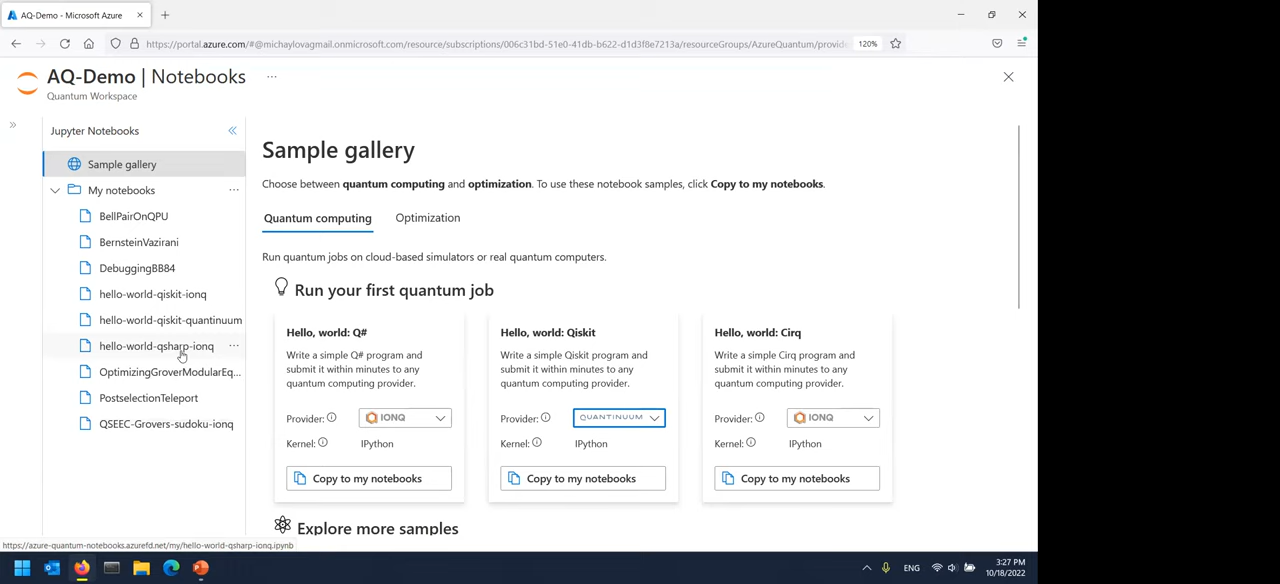 AQ-Demo - Microsoft Azure
https://portal.azure.com/#@michaylovagmail.onmicrosoft.com/resource/subscriptions/006c31bd-51e0-41db-b622-d1d3f8e7213a/resourceGroups/AzureQuantum/provid
120%
AQ-Demo | Notebooks
Quantum Workspace
Jupyter Notebooks
Sample gallery
My notebooks
BellPairOnQPU
BernsteinVazirani
DebuggingBB84
hello-world-qiskit-ionq
hello-world-qiskit-quantinuum
hello-world-qsharp-ionq
OptimizingGroverModularEq...
PostselectionTeleport
QSEEC-Grovers-sudoku-ionq
Sample gallery
Choose between quantum computing and optimization. To use these notebook samples, click Copy to my notebooks.
Quantum computing Optimization
Run quantum jobs on cloud-based simulators or real quantum computers.
Run your first quantum job
Hello, world: Q#
Write a simple Q# program and
submit it within minutes to any
quantum computing provider.
Provider: IONQ
Kernel: IPython
Copy to my notebooks
Hello, world: Qiskit
Write a simple Qiskit program and
submit it within minutes to any
quantum computing provider.
Provider: QUANTINUUM
Kernel: IPython
Copy to my notebooks
Hello, world: Cirq
Write a simple Cirq program and
submit it within minutes to any
quantum computing provider.
Provider: IONQ
Kernel: IPython
Copy to my notebooks
Explore more samples
https://azure-quantum-notebooks.azurefd.net/my/hello-world-qsharp-ionq.ipynb
ENG
3:27 PM
10/18/2022